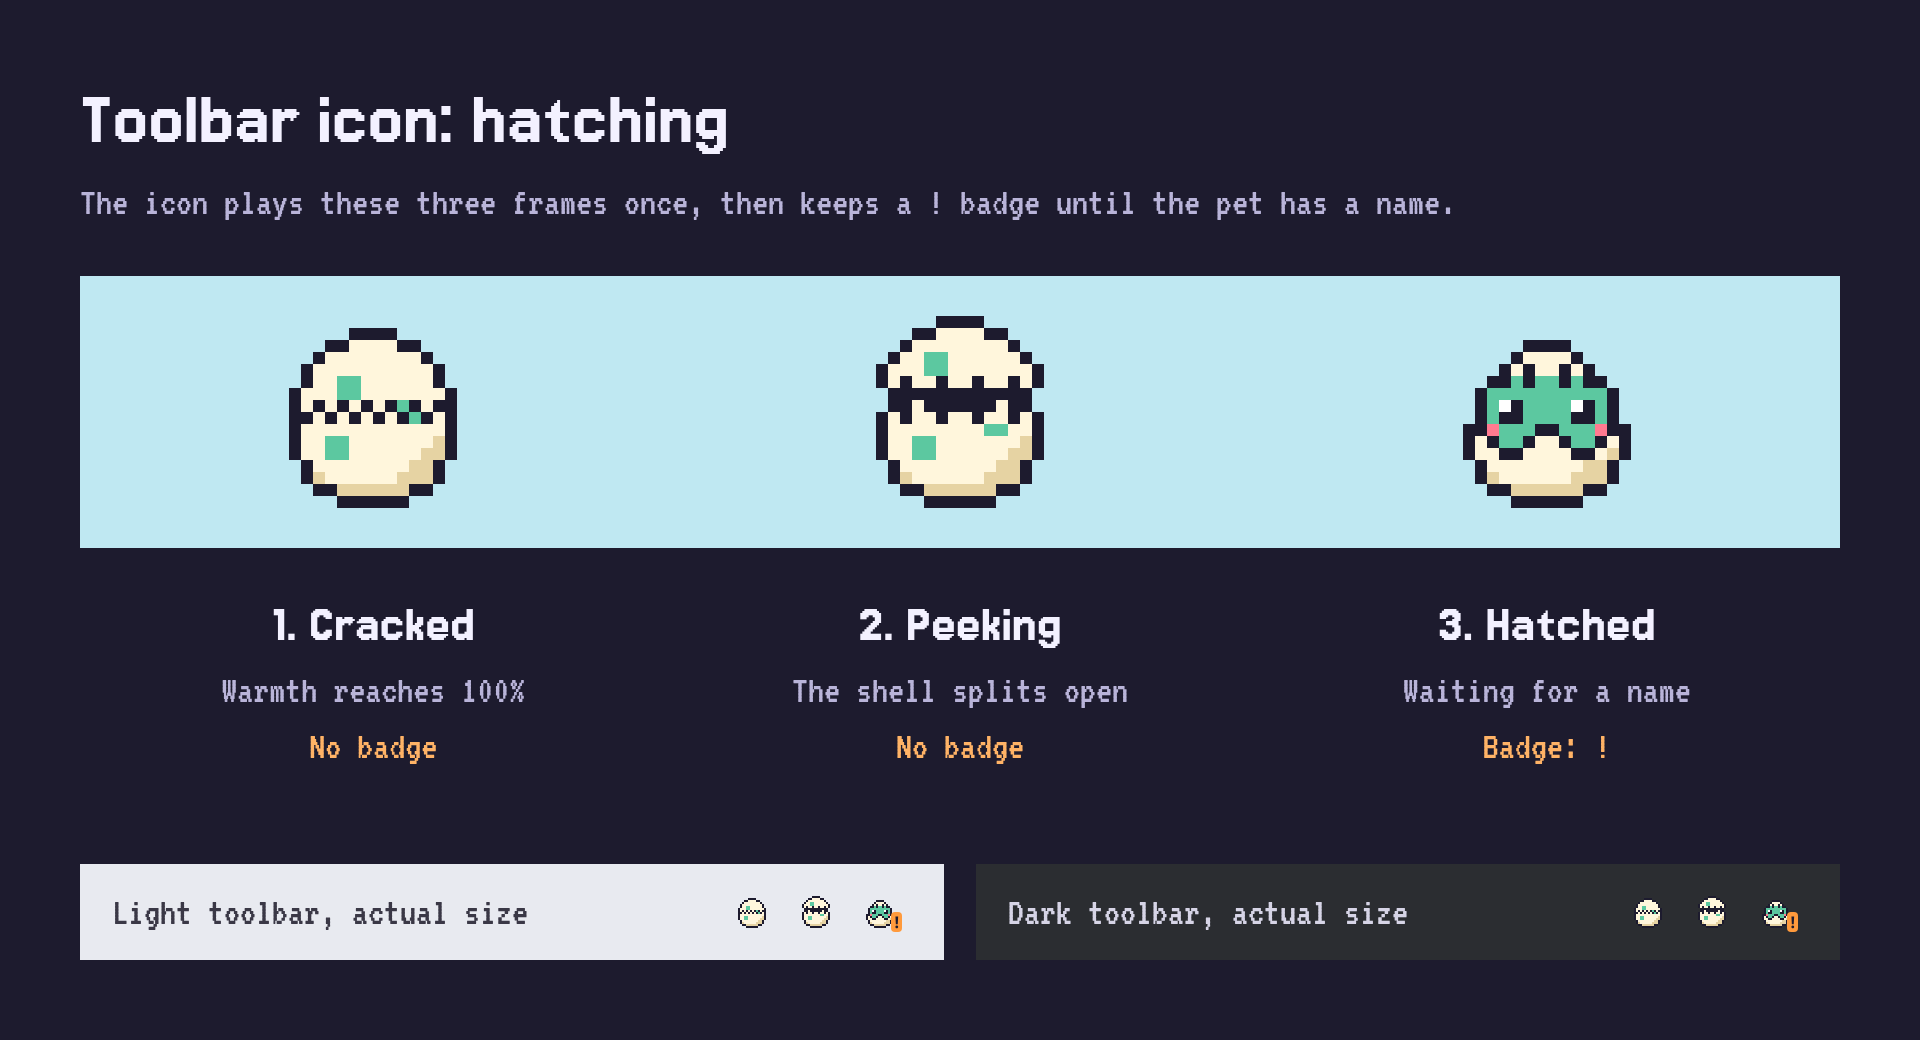 Toolbar icon: hatching
The icon plays these three frames once, then keeps a ! badge until the pet has a name.
1. Cracked
Warmth reaches 100%
No badge
2. Peeking
The shell splits open
No badge
3. Hatched
Waiting for a name
Badge: !
Light toolbar, actual size
!
Dark toolbar, actual size
!